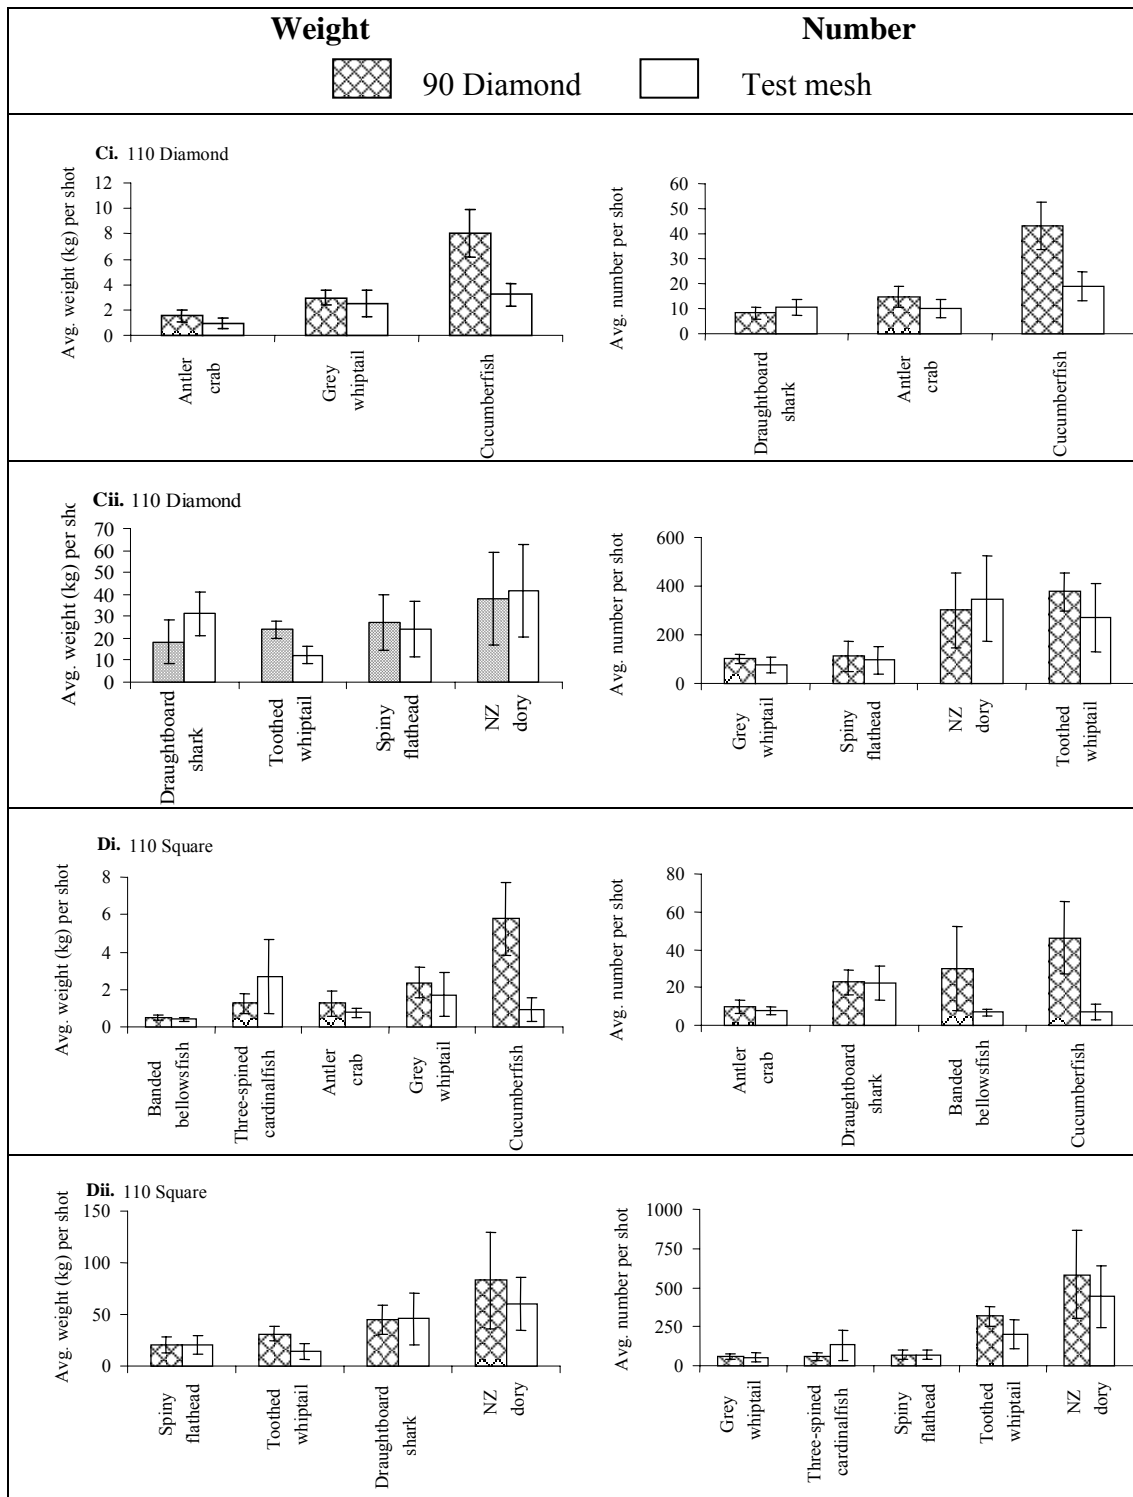 Weight Number
90 Diamond Test mesh
Ci. 110 Diamond
Avg. weight (kg) per shot
12
10
8
6
4
2
0
Antler
crab
Grey
whiptail
Cucumberfish
Avg. number per shot
60
50
40
30
20
10
0
Draughtboard
shark
Antler
crab
Cucumberfish
Cii. 110 Diamond
Avg. weight (kg) per sho
70
60
50
40
30
20
10
0
Draughtboard
shark
Toothed
whiptail
Spiny
flathead
NZ
dory
Avg. number per shot
600
400
200
0
Grey
whiptail
Spiny
flathead
NZ
dory
Toothed
whiptail
Di. 110 Square
Avg. weight (kg) per shot
8
6
4
2
0
Banded
bellowsfish
Three-spined
cardinalfish
Antler
crab
Grey
whiptail
Cucumberfish
Avg. number per shot
80
60
40
20
0
Antler
crab
Draughtboard
shark
Banded
bellowsfish
Cucumberfish
Dii. 110 Square
Avg. weight (kg) per shot
150
100
50
0
Spiny
flathead
Toothed
whiptail
Draughtboard
shark
NZ
dory
Avg. number per shot
1000
750
500
250
0
Grey
whiptail
Three-spined
cardinalfish
Spiny
flathead
Toothed
whiptail
NZ
dory